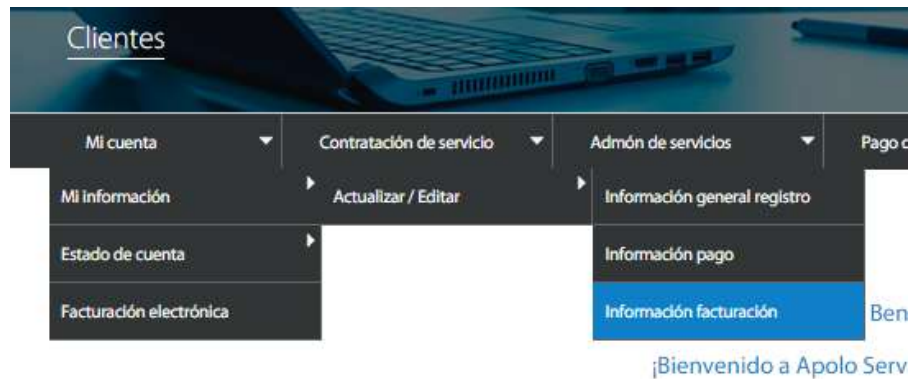 Clientes
Mi cuenta Contratación de servicio Admón de servicios Pago
Mi información Actualizar / Editar Información general registro
Estado de cuenta Información pago
Facturación electrónica Información facturación
¡Bienvenido a Apolo